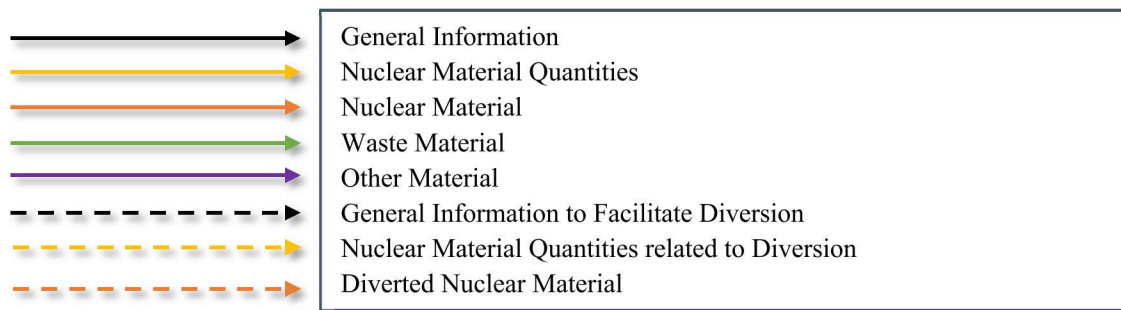 General Information
Nuclear Material Quantities
Nuclear Material
Waste Material
Other Material
General Information to Facilitate Diversion
Nuclear Material Quantities related to Diversion
Diverted Nuclear Material